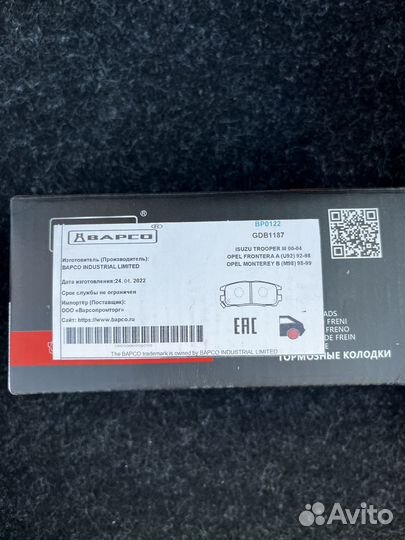 ®
BAPCO®
Изготовитель (Производитель):
BAPCO INDUSTRIAL LIMITED
Дата изготовления:24. 01. 2022
Срок службы не ограничен
Импортёр (Поставщик):
ООО «Варсопромторг»
Сайт: https://www.bapco.ru
BP0122
GDB1187
ISUZU TROOPER III 00-04
OPEL FRONTERA A (U92) 92-98
OPEL MONTEREY B (M98) 98-99
EAC
The BAPCO trademark is owned by BAPCO INDUSTRIAL LIMITED
ADS
FRENI
FRENO
DE FREIN
E
ТОРМОЗНЫЕ КОЛОДКИ
Avito